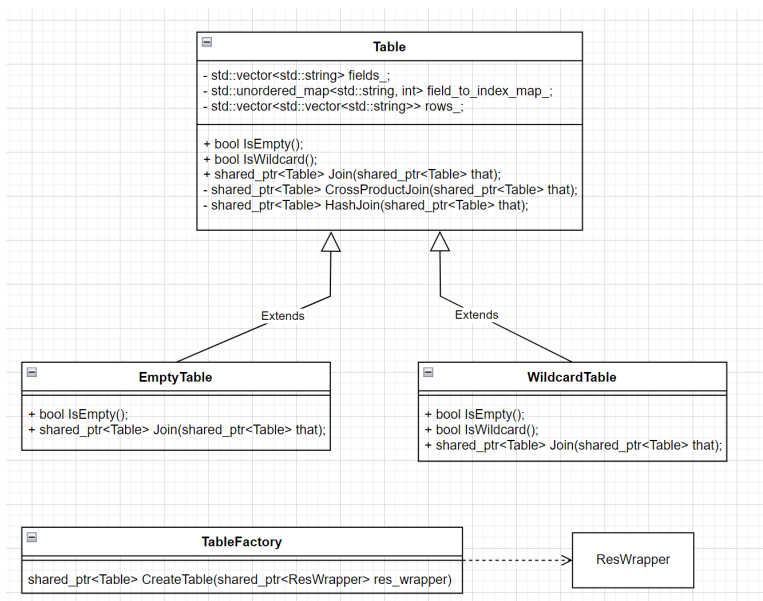 Table
- std::vector<std::string> fields_;
- std::unordered_map<std::string, int> field_to_index_map_;
- std::vector<std::vector<std::string>> rows_;
+ bool IsEmpty();
+ bool IsWildcard();
+ shared_ptr<Table> Join(shared_ptr<Table> that);
- shared_ptr<Table> CrossProductJoin(shared_ptr<Table> that);
- shared_ptr<Table> HashJoin(shared_ptr<Table> that);
Extends
Extends
EmptyTable
+ bool IsEmpty();
+ shared_ptr<Table> Join(shared_ptr<Table> that);
WildcardTable
+ bool IsEmpty();
+ bool IsWildcard();
+ shared_ptr<Table> Join(shared_ptr<Table> that);
TableFactory
shared_ptr<Table> CreateTable(shared_ptr<ResWrapper> res_wrapper)
ResWrapper